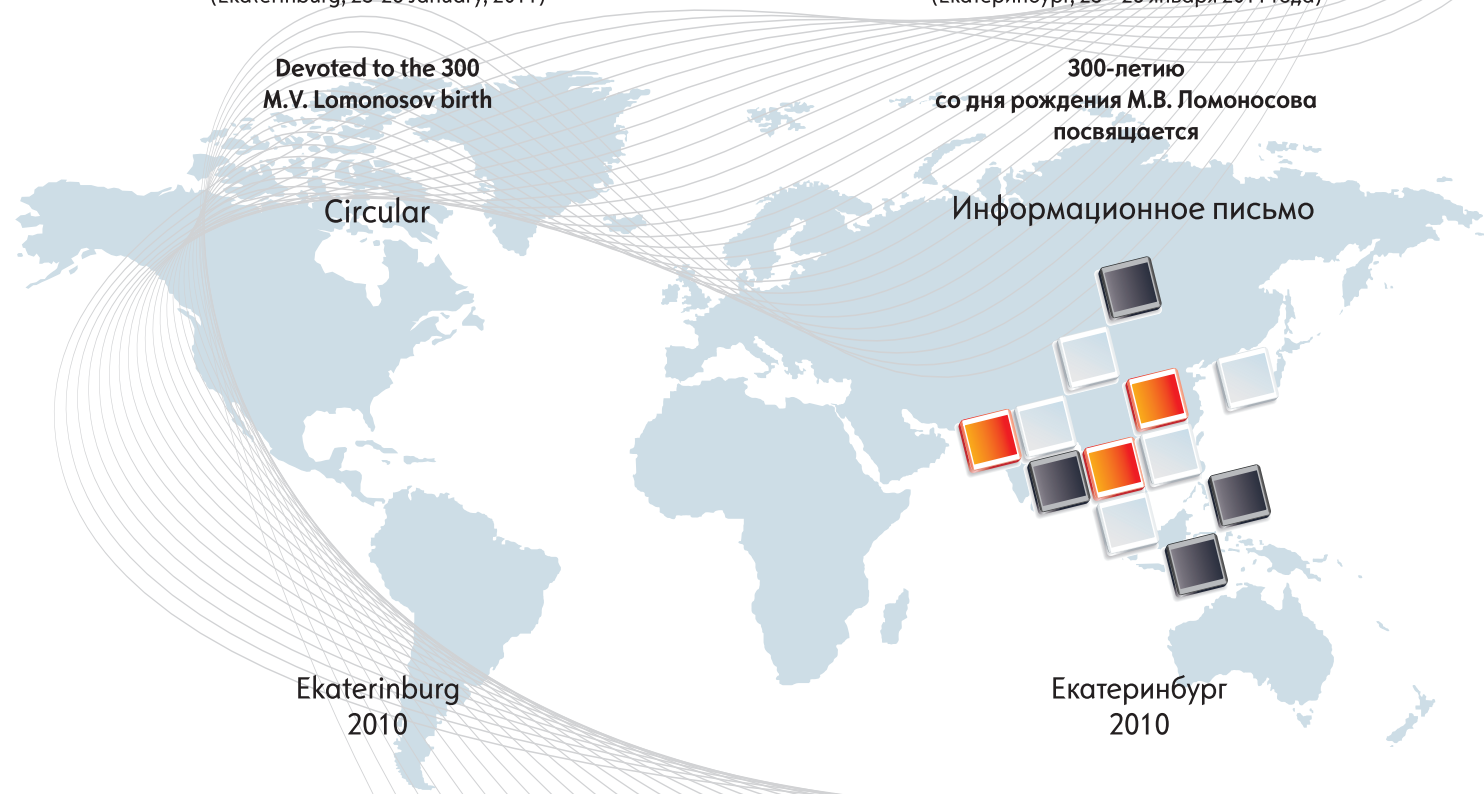 Devoted to the 300
M.V. Lomonosov birth
Circular
Ekaterinburg
2010
300-летию
со дня рождения М.В. Ломоносова
посвящается
Информационное письмо
Екатеринбург
2010